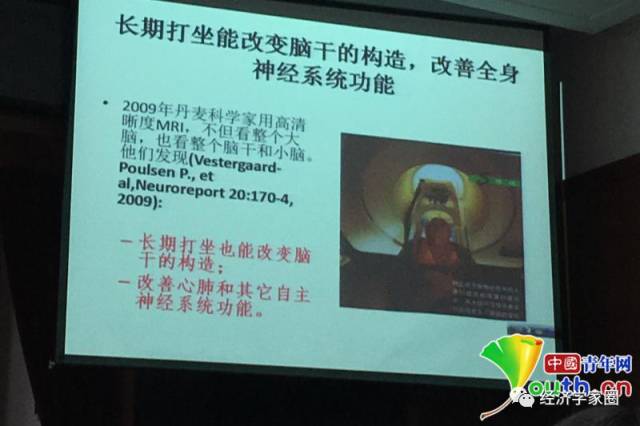 长期打坐能改变脑干的构造，改善全身
神经系统功能
• 2009年丹麦科学家用高清
晰度MRI，不但看整个大
脑，也看整个脑干和小脑。
他们发现(Vestergaard-
Poulsen P., et
al,Neuroreport 20:170-4,
2009):
–长期打坐也能改变脑
干的构造；
–改善心肺和其它自主
神经系统功能。
中國青年网
Youth.cn
经济学家圈